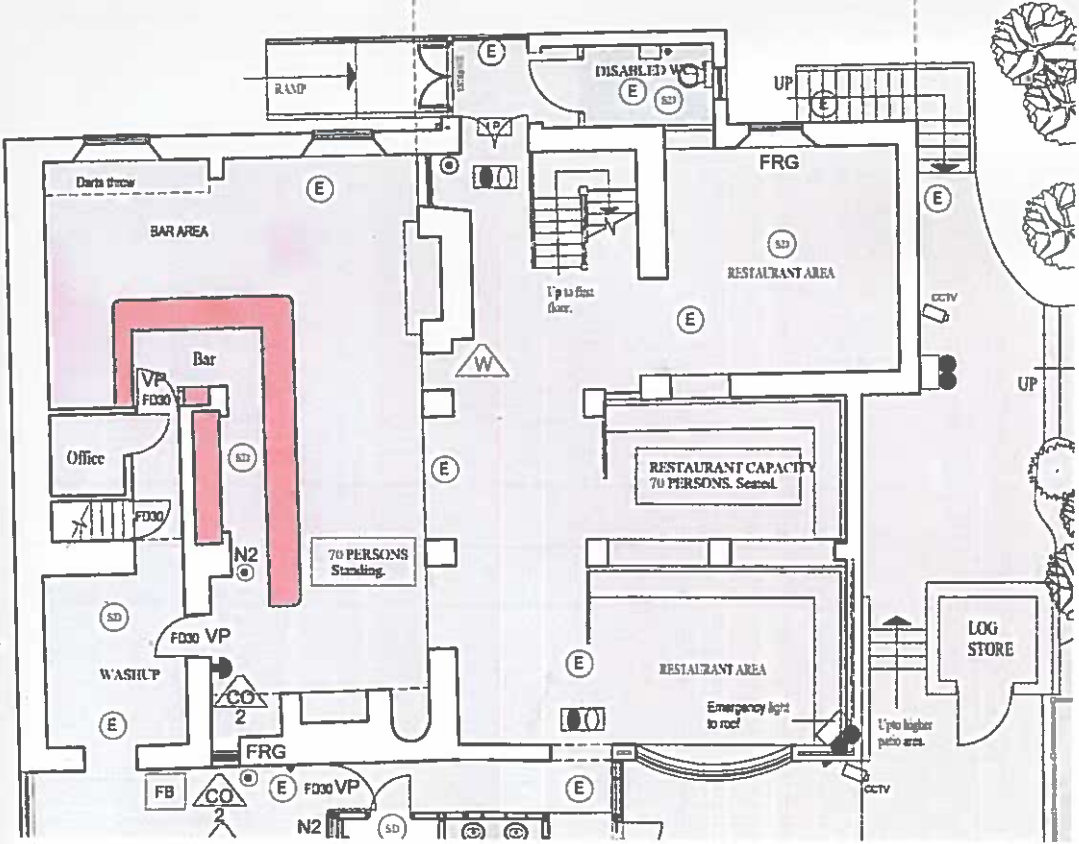 E
RAMP
DISABLED W
E
SD
UP
E
Darts throw
E
FRG
E
BAR AREA
SD
RESTAURANT AREA
Up to first
floor.
CCTV
E
Bar
W
VP
FD30
UP
Office
SD
E
RESTAURANT CAPACITY
70 PERSONS. Seated.
FD30
N2
70 PERSONS
Standing.
SD
FD30 VP
LOG
STORE
WASHUP
E
RESTAURANT AREA
CO
2
Emergency light
to roof
Up to higher
patio area.
E
FRG
FB
CO
2
E
FD30 VP
E
CCTV
N2
SD